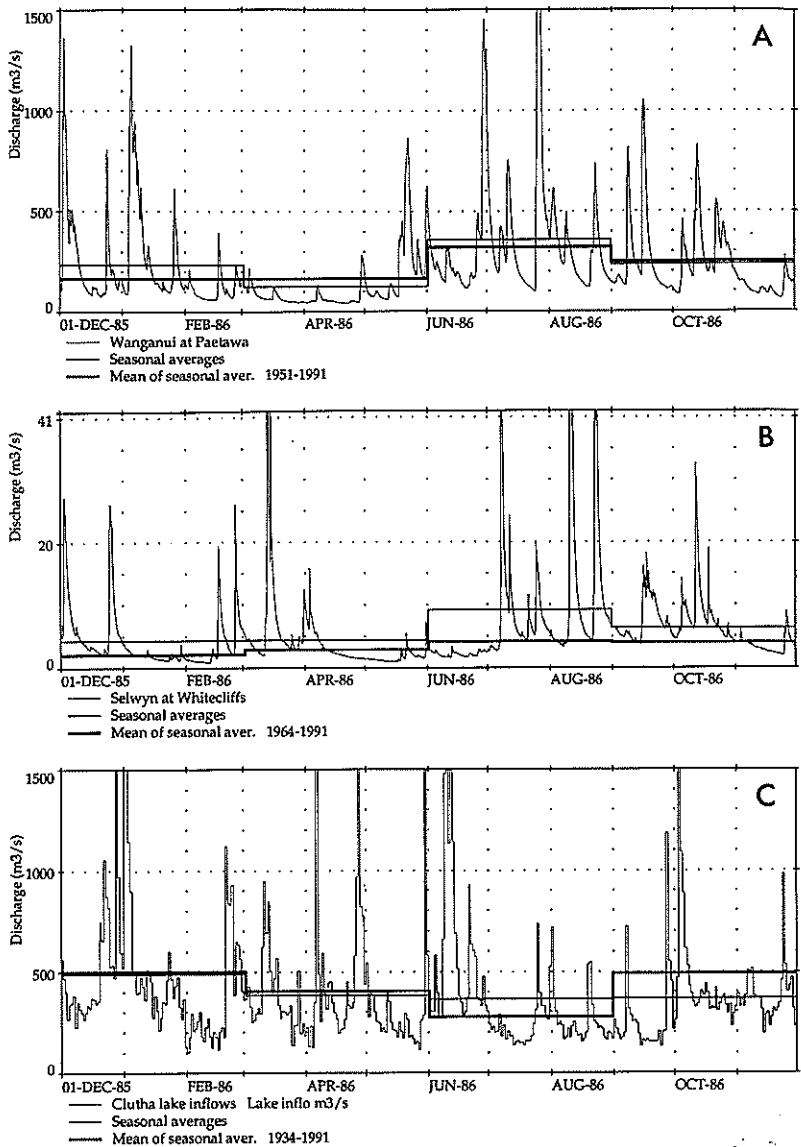 1500
A
Discharge (m3/s)
1000
500
0
01-DEC-85 FEB-86 APR-86 JUN-86 AUG-86 OCT-86
Wanganui at Paetawa
Seasonal averages
Mean of seasonal aver. 1951-1991
41
B
Discharge (m3/s)
20
0
01-DEC-85 FEB-86 APR-86 JUN-86 AUG-86 OCT-86
Selwyn at Whitecliffs
Seasonal averages
Mean of seasonal aver. 1964-1991
1500
C
Discharge (m3/s)
1000
500
0
01-DEC-85 FEB-86 APR-86 JUN-86 AUG-86 OCT-86
Clutha lake inflows Lake inflo m3/s
Seasonal averages
Mean of seasonal aver. 1934-1991